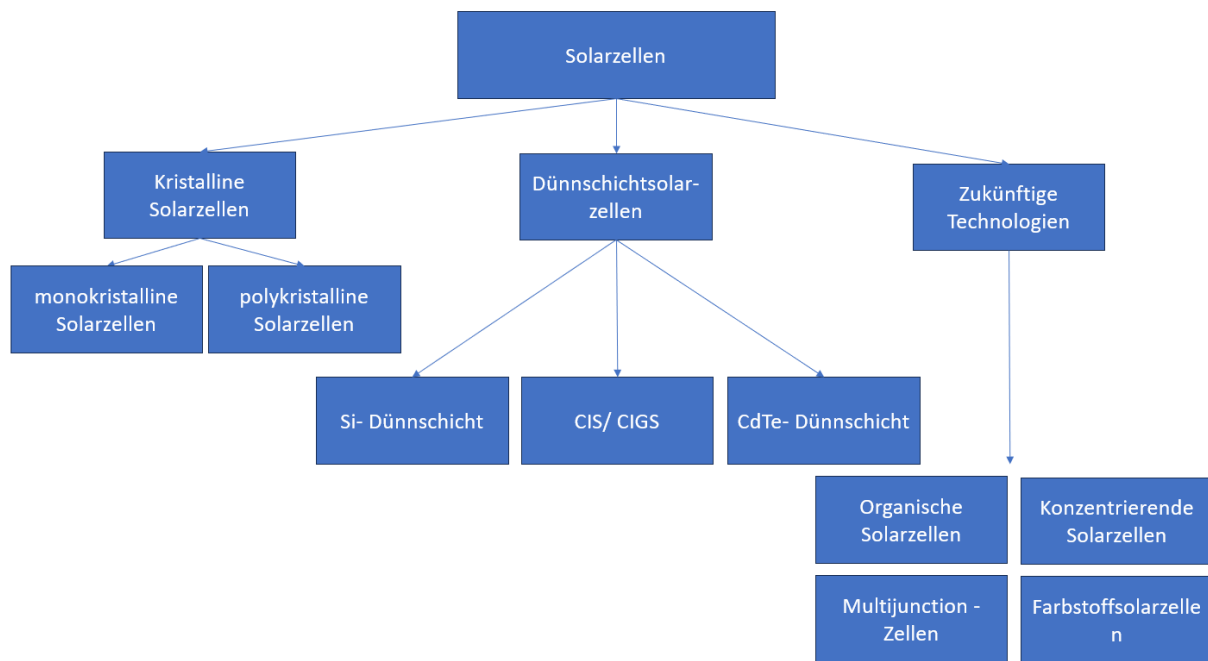 Solarzellen
Kristalline
Solarzellen
Dünnschichtsolar-
zellen
Zukünftige
Technologien
monokristalline
Solarzellen
polykristalline
Solarzellen
Si- Dünnschicht
CIS/ CIGS
CdTe- Dünnschicht
Organische
Solarzellen
Konzentrierende
Solarzellen
Multijunction -
Zellen
Farbstoffsolarzelle
n